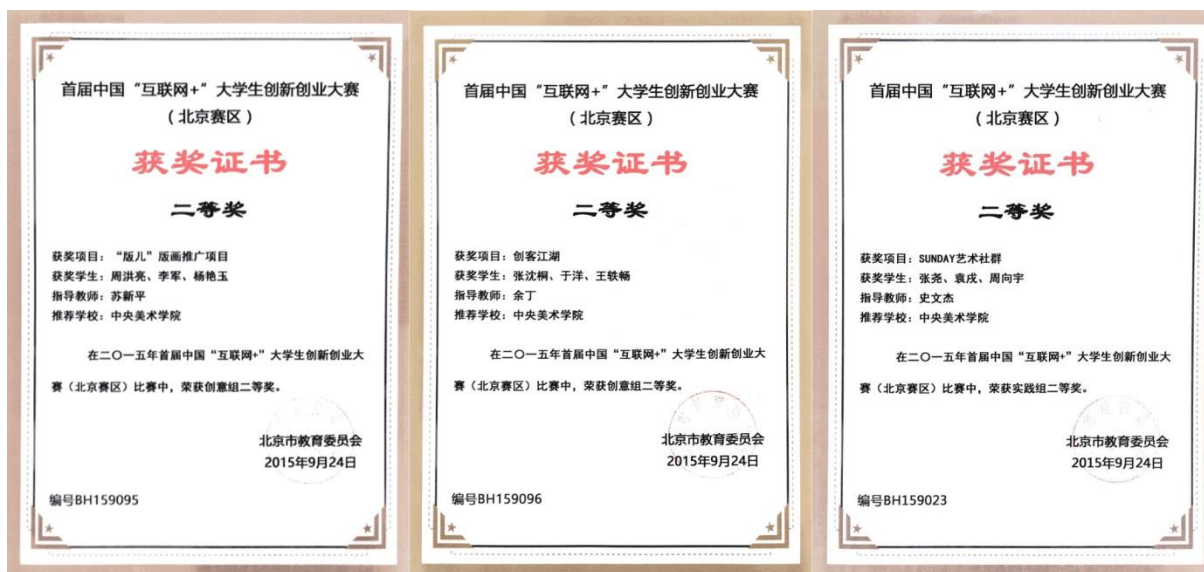 首届中国“互联网+”大学生创新创业大赛
（北京赛区）
获奖证书
二等奖
获奖项目：“版儿”版画推广项目
获奖学生：周洪亮、李军、杨艳玉
指导教师：苏新平
推荐学校：中央美术学院
在二〇一五年首届中国“互联网+”大学生创新创业大
赛（北京赛区）比赛中，荣获创意组二等奖。
北京市教育委员会
2015年9月24日
编号BH159095
首届中国“互联网+”大学生创新创业大赛
（北京赛区）
获奖证书
二等奖
获奖项目：创客江湖
获奖学生：张沈桐、于洋、王轶畅
指导教师：余丁
推荐学校：中央美术学院
在二〇一五年首届中国“互联网+”大学生创新创业大
赛（北京赛区）比赛中，荣获创意组二等奖。
北京市教育委员会
2015年9月24日
编号BH159096
首届中国“互联网+”大学生创新创业大赛
（北京赛区）
获奖证书
二等奖
获奖项目：SUNDAY艺术社群
获奖学生：张尧、袁戌、周向宇
指导教师：史文杰
推荐学校：中央美术学院
在二〇一五年首届中国“互联网+”大学生创新创业大
赛（北京赛区）比赛中，荣获实践组二等奖。
北京市教育委员会
2015年9月24日
编号BH159023